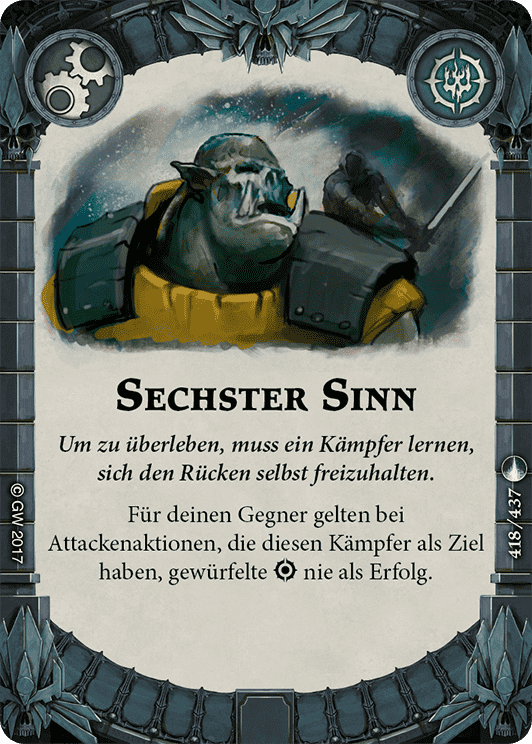 SECHSTER SINN
Um zu überleben, muss ein Kämpfer lernen,
sich den Rücken selbst freizuhalten.
Für deinen Gegner gelten bei
Attackenaktionen, die diesen Kämpfer als Ziel
haben, gewürfelte nie als Erfolg.
© GW 2017
418/437